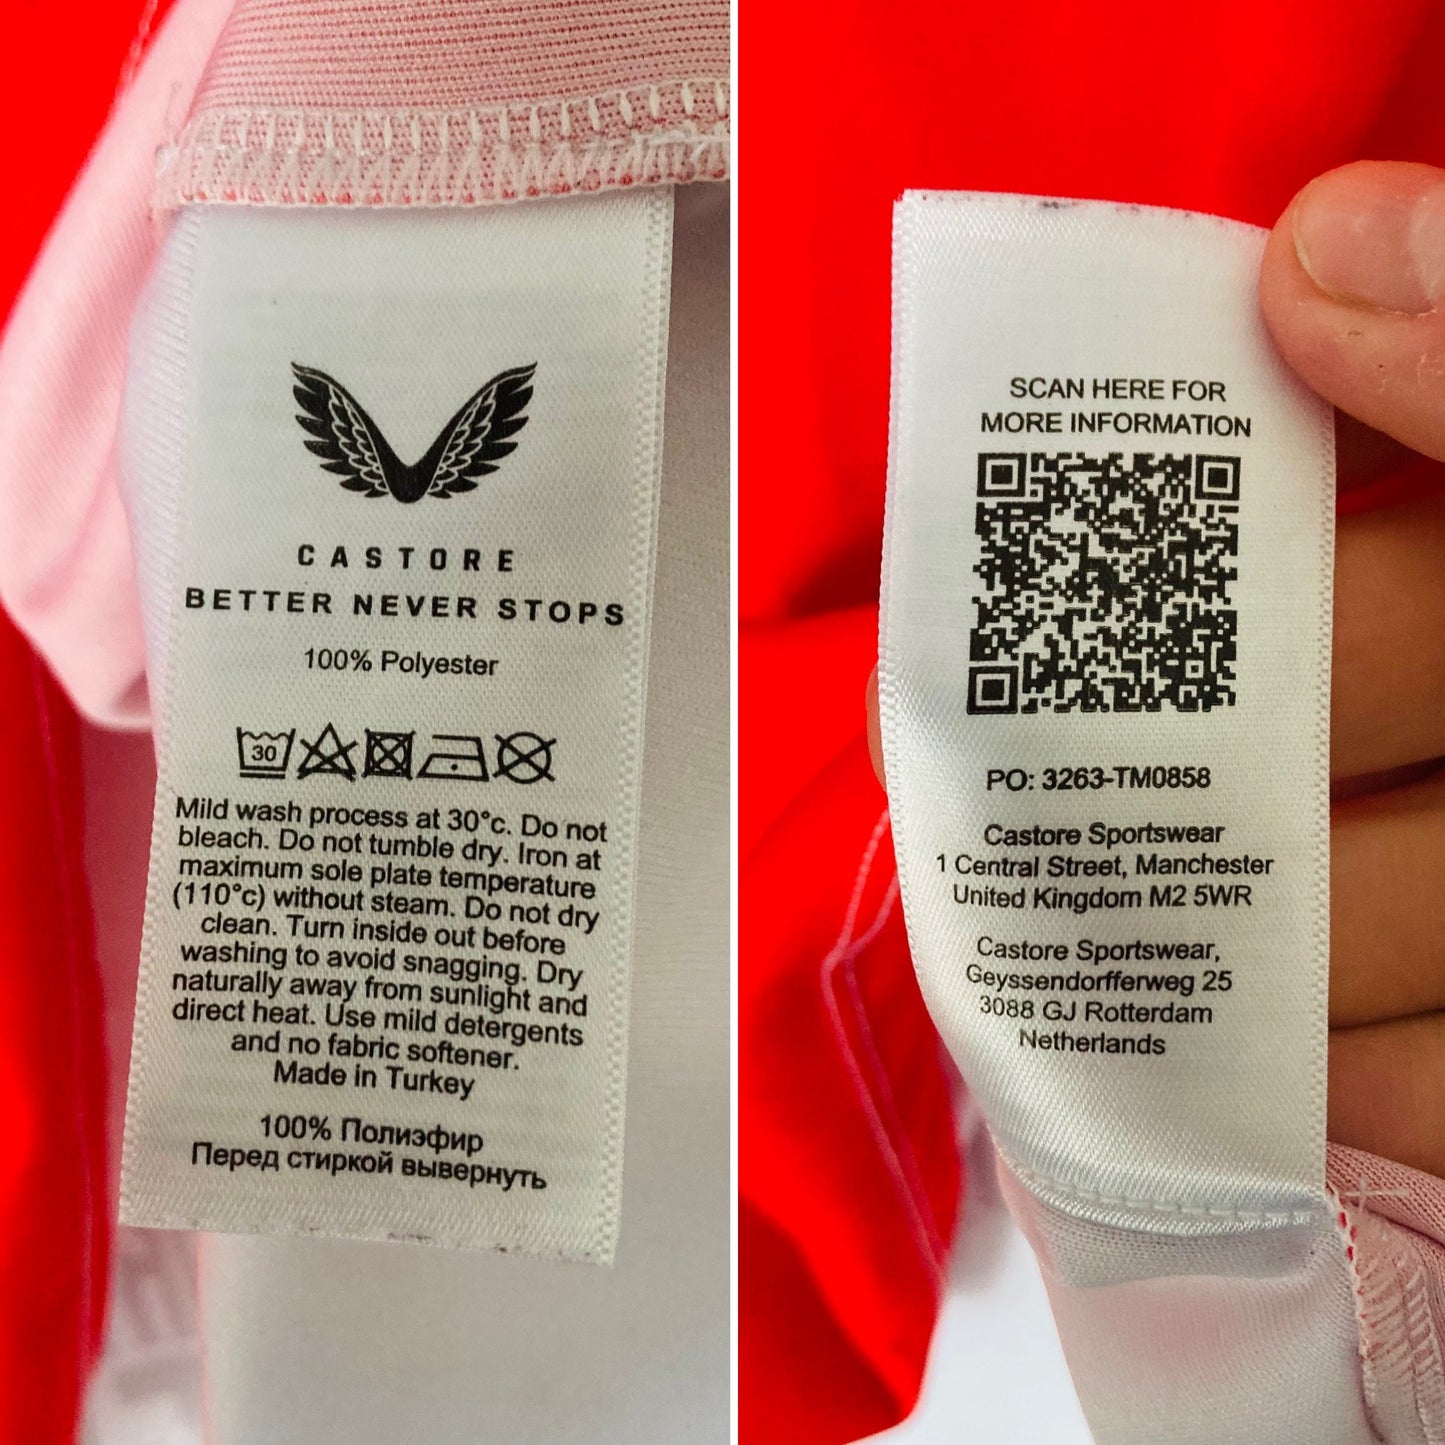 CASTORE
BETTER NEVER STOPS
100% Polyester
30
Mild wash process at 30°c. Do not
bleach. Do not tumble dry. Iron at
maximum sole plate temperature
(110°c) without steam. Do not dry
clean. Turn inside out before
washing to avoid snagging. Dry
naturally away from sunlight and
direct heat. Use mild detergents
and no fabric softener.
Made in Turkey
100% Полиэфир
Перед стиркой вывернуть
SCAN HERE FOR
MORE INFORMATION
PO: 3263-TM0858
Castore Sportswear
1 Central Street, Manchester
United Kingdom M2 5WR
Castore Sportswear,
Geyssendorfferweg 25
3088 GJ Rotterdam
Netherlands